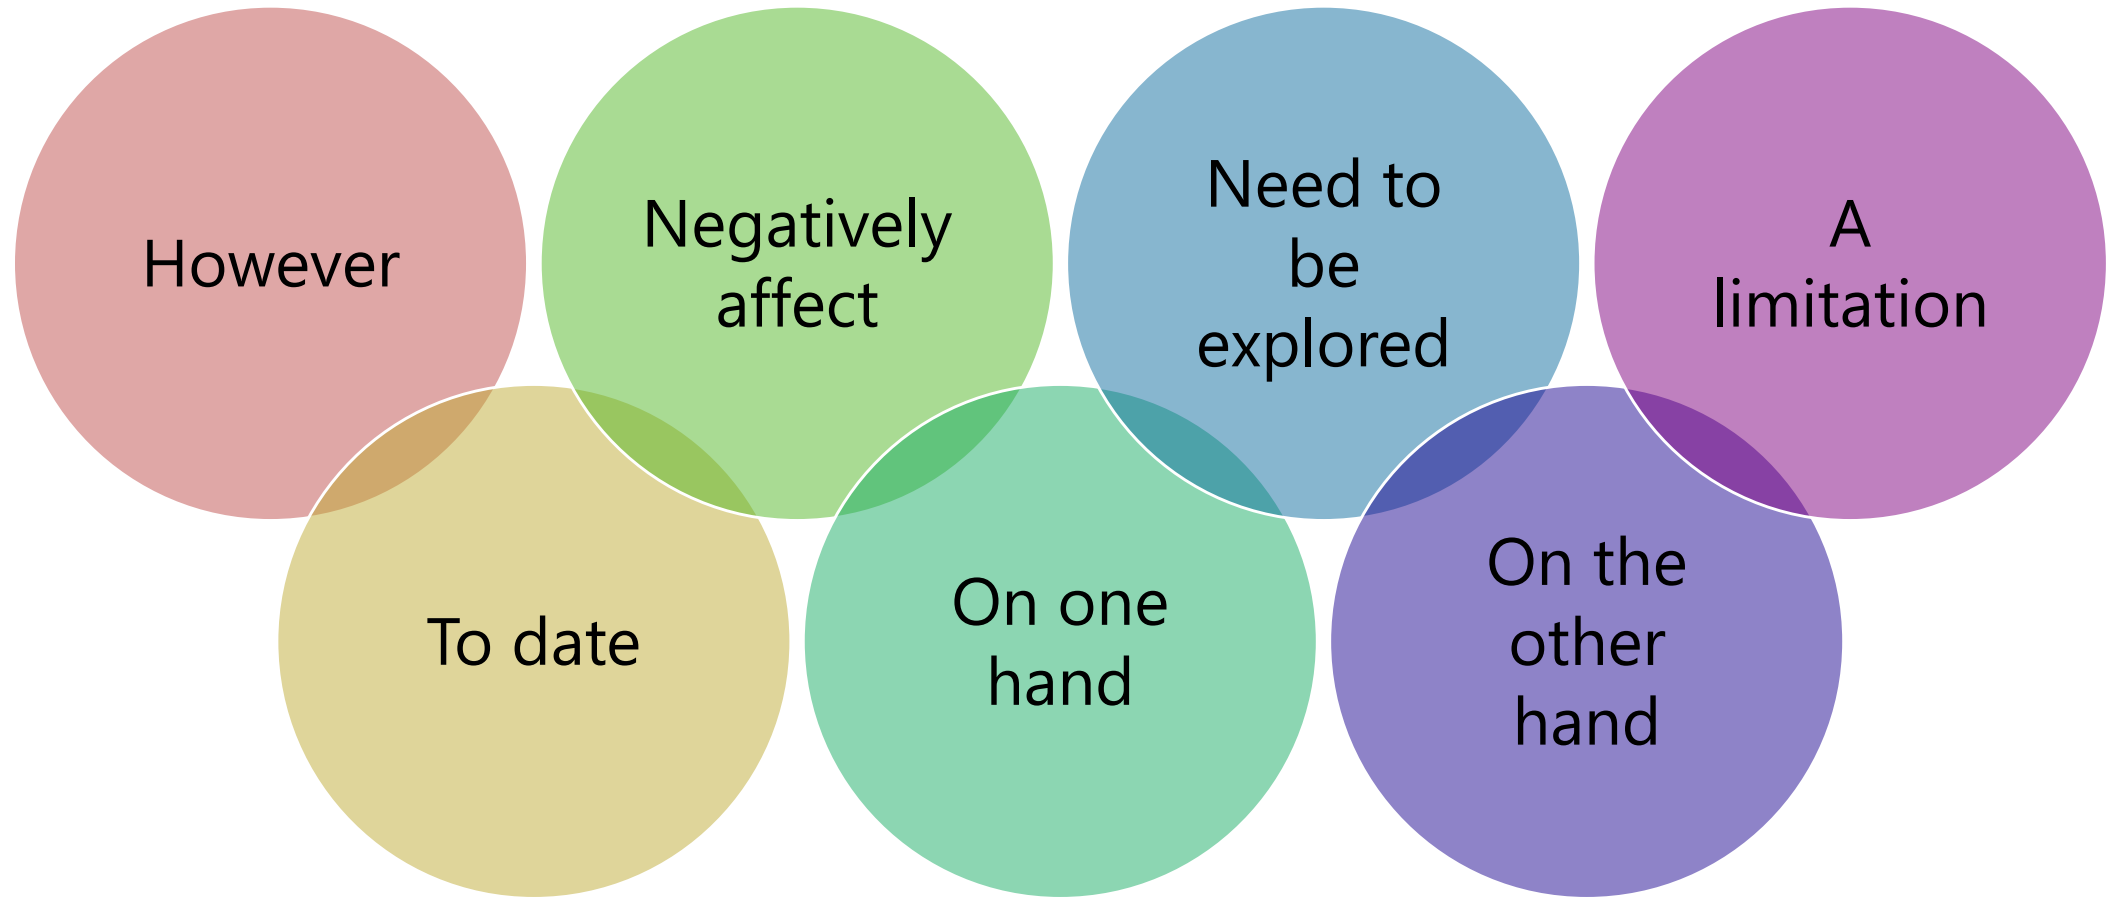 However
Negatively
affect
Need to
be
explored
A
limitation
To date
On one
hand
On the
other
hand